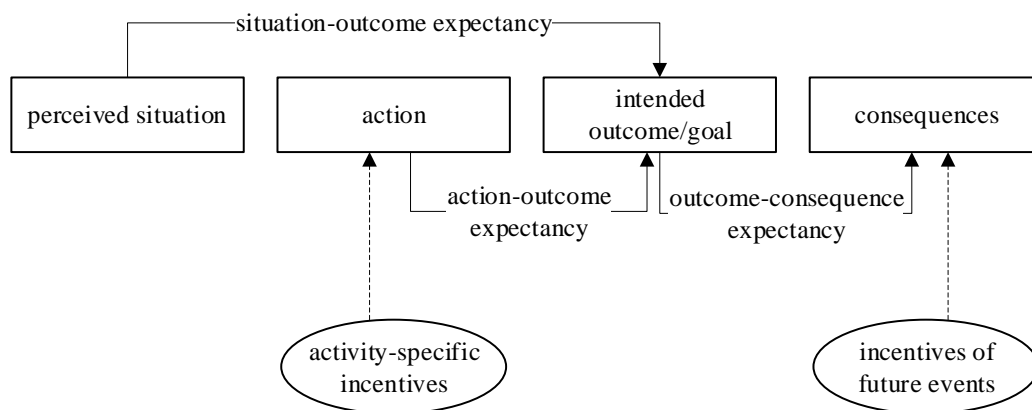 situation-outcome expectancy
perceived situation
action
intended
outcome/goal
consequences
action-outcome
expectancy
outcome-consequence
expectancy
activity-specific
incentives
incentives of
future events